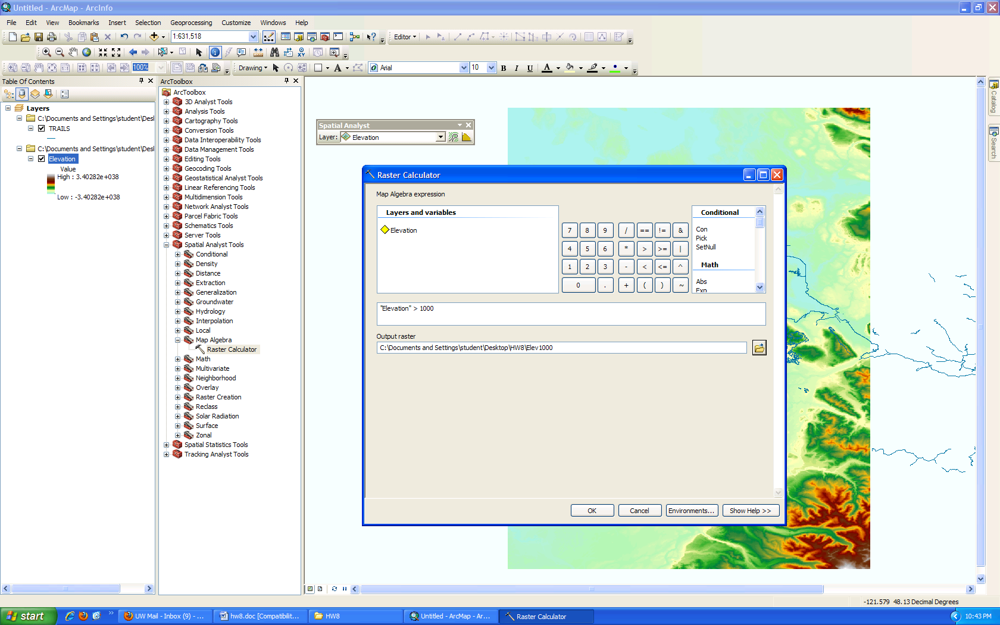 Untitled - ArcMap - ArcInfo
File Edit View Bookmarks Insert Selection Geoprocessing Customize Windows Help
1:631,518
Editor
100%
Drawing
Arial
10
B I U A
Table Of Contents
ArcToolbox
Layers
C:\Documents and Settings\student\Desl
TRAILS
C:\Documents and Settings\student\Desl
Elevation
Value
High : 3.40282e+038
Low : -3.40282e+038
ArcToolbox
3D Analyst Tools
Analysis Tools
Cartography Tools
Conversion Tools
Data Interoperability Tools
Data Management Tools
Editing Tools
Geocoding Tools
Geostatistical Analyst Tools
Linear Referencing Tools
Multidimension Tools
Network Analyst Tools
Parcel Fabric Tools
Schematics Tools
Server Tools
Spatial Analyst Tools
Conditional
Density
Distance
Extraction
Generalization
Groundwater
Hydrology
Interpolation
Local
Map Algebra
Raster Calculator
Math
Multivariate
Neighborhood
Overlay
Raster Creation
Reclass
Solar Radiation
Surface
Zonal
Spatial Statistics Tools
Tracking Analyst Tools
Spatial Analyst
Layer: Elevation
Raster Calculator
Map Algebra expression
Layers and variables
Elevation
7 8 9 / == != &
4 5 6 * > >= |
1 2 3 - < <= ^
0 . + ( ) ~
Conditional
Con
Pick
SetNull
Math
Abs
Exp
"Elevation" > 1000
Output raster
C:\Documents and Settings\student\Desktop\HW8\Elev1000
OK Cancel Environments... Show Help >>
Catalog
Search
-121.579 48.13 Decimal Degrees
start
UW Mail - Inbox (9) - ...
hw8.doc [Compatibilit...
HW8
Untitled - ArcMap - Ar...
Raster Calculator
10:43 PM